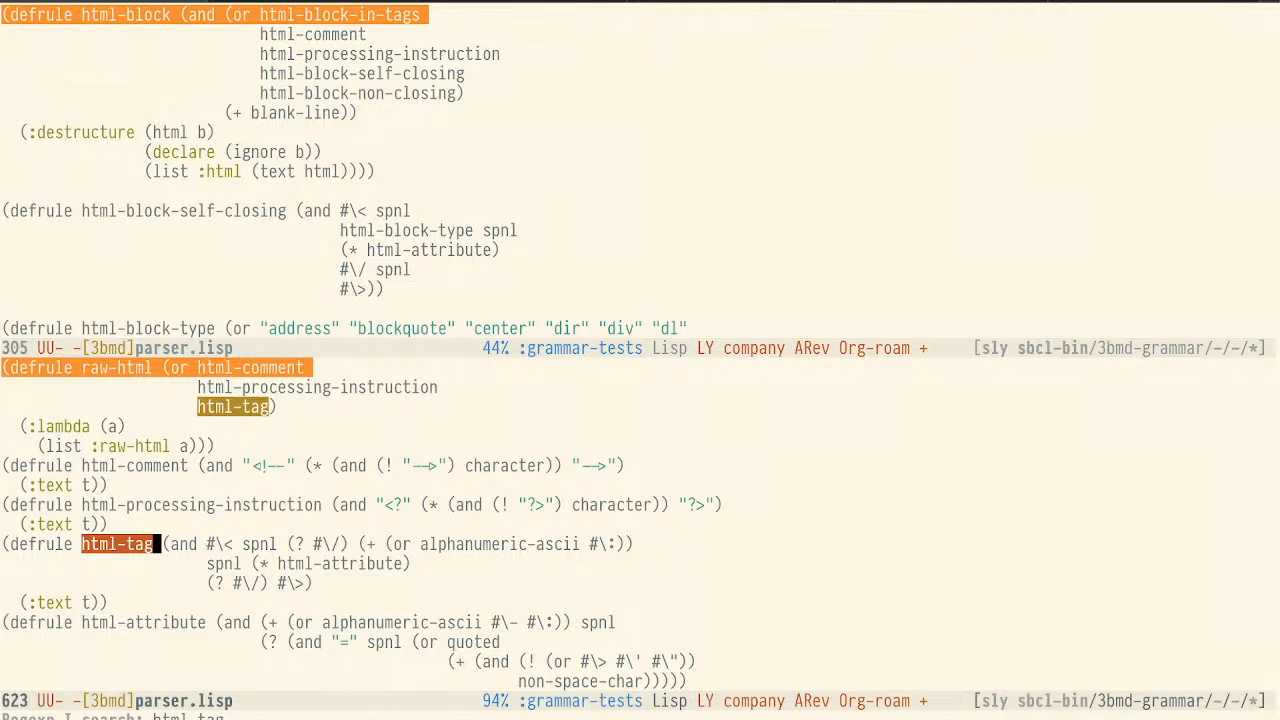 (defrule html-block (and (or html-block-in-tags
html-comment
html-processing-instruction
html-block-self-closing
html-block-non-closing)
(+ blank-line))
(:destructure (html b)
(declare (ignore b))
(list :html (text html))))
(defrule html-block-self-closing (and #\< spnl
html-block-type spnl
(* html-attribute)
#\/ spnl
#\>))
(defrule html-block-type (or "address" "blockquote" "center" "dir" "div" "dl"
305 UU- -[3bmd]parser.lisp 44% :grammar-tests Lisp LY company ARev Org-roam + [sly sbcl-bin/3bmd-grammar/-/-/*]
(defrule raw-html (or html-comment
html-processing-instruction
html-tag)
(:lambda (a)
(list :raw-html a)))
(defrule html-comment (and "<!--" (* (and (! "-->") character)) "-->")
(:text t))
(defrule html-processing-instruction (and "<?" (* (and (! "?>") character)) "?>")
(:text t))
(defrule html-tag (and #\< spnl (? #\/) (+ (or alphanumeric-ascii #\:))
spnl (* html-attribute)
(? #\/) #\>)
(:text t))
(defrule html-attribute (and (+ (or alphanumeric-ascii #\- #\:)) spnl
(? (and "=" spnl (or quoted
(+ (and (! (or #\> #\' #\"))
non-space-char)))))
623 UU- -[3bmd]parser.lisp 94% :grammar-tests Lisp LY company ARev Org-roam + [sly sbcl-bin/3bmd-grammar/-/-/*]
Regexp I-search: html-tag